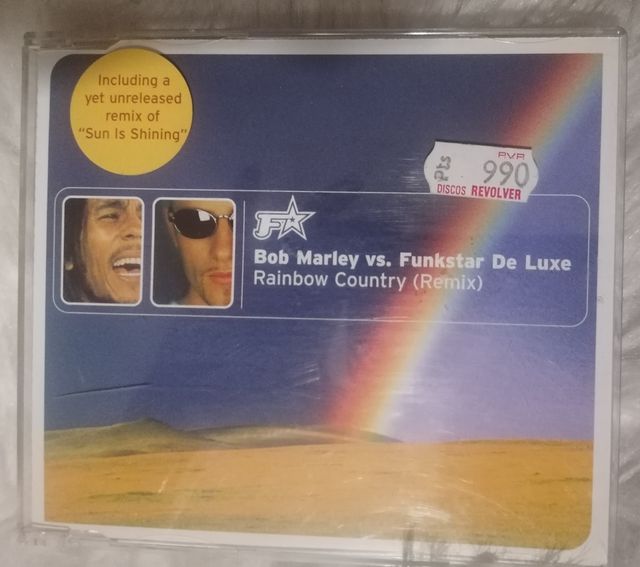 Including a
yet unreleased
remix of
"Sun Is Shining"
PVR
Pts 990
DISCOS REVOLVER
F
Bob Marley vs. Funkstar De Luxe
Rainbow Country (Remix)